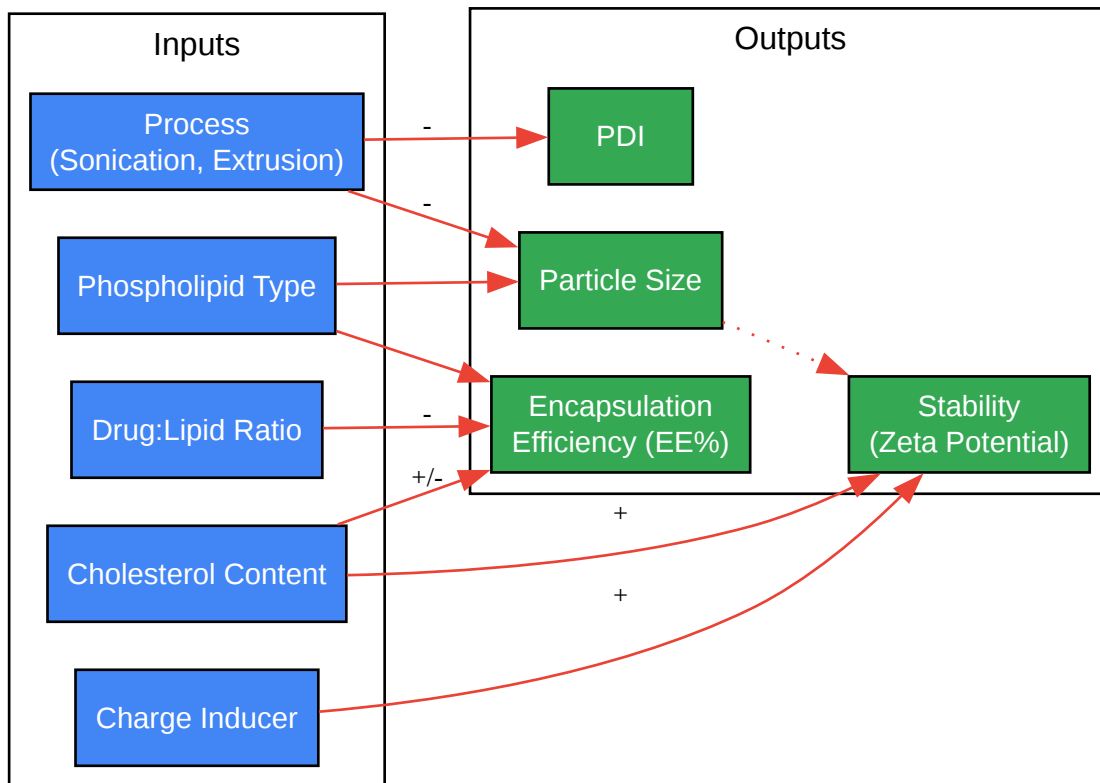 Inputs
Outputs
Process
(Sonication, Extrusion)
-
PDI
-
Phospholipid Type
Particle Size
Drug:Lipid Ratio
-
Encapsulation
Efficiency (EE%)
Stability
(Zeta Potential)
+/-
+
Cholesterol Content
+
Charge Inducer